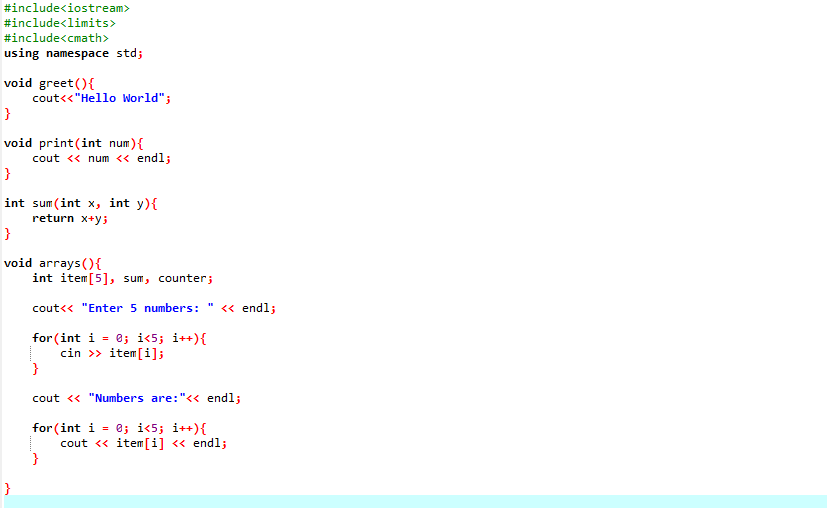 #include<iostream>
#include<limits>
#include<cmath>
using namespace std;

void greet(){
    cout<<"Hello World";
}

void print(int num){
    cout << num << endl;
}

int sum(int x, int y){
    return x+y;
}

void arrays(){
    int item[5], sum, counter;

    cout<< "Enter 5 numbers: " << endl;

    for(int i = 0; i<5; i++){
        cin >> item[i];
    }

    cout << "Numbers are:"<< endl;

    for(int i = 0; i<5; i++){
        cout << item[i] << endl;
    }

}